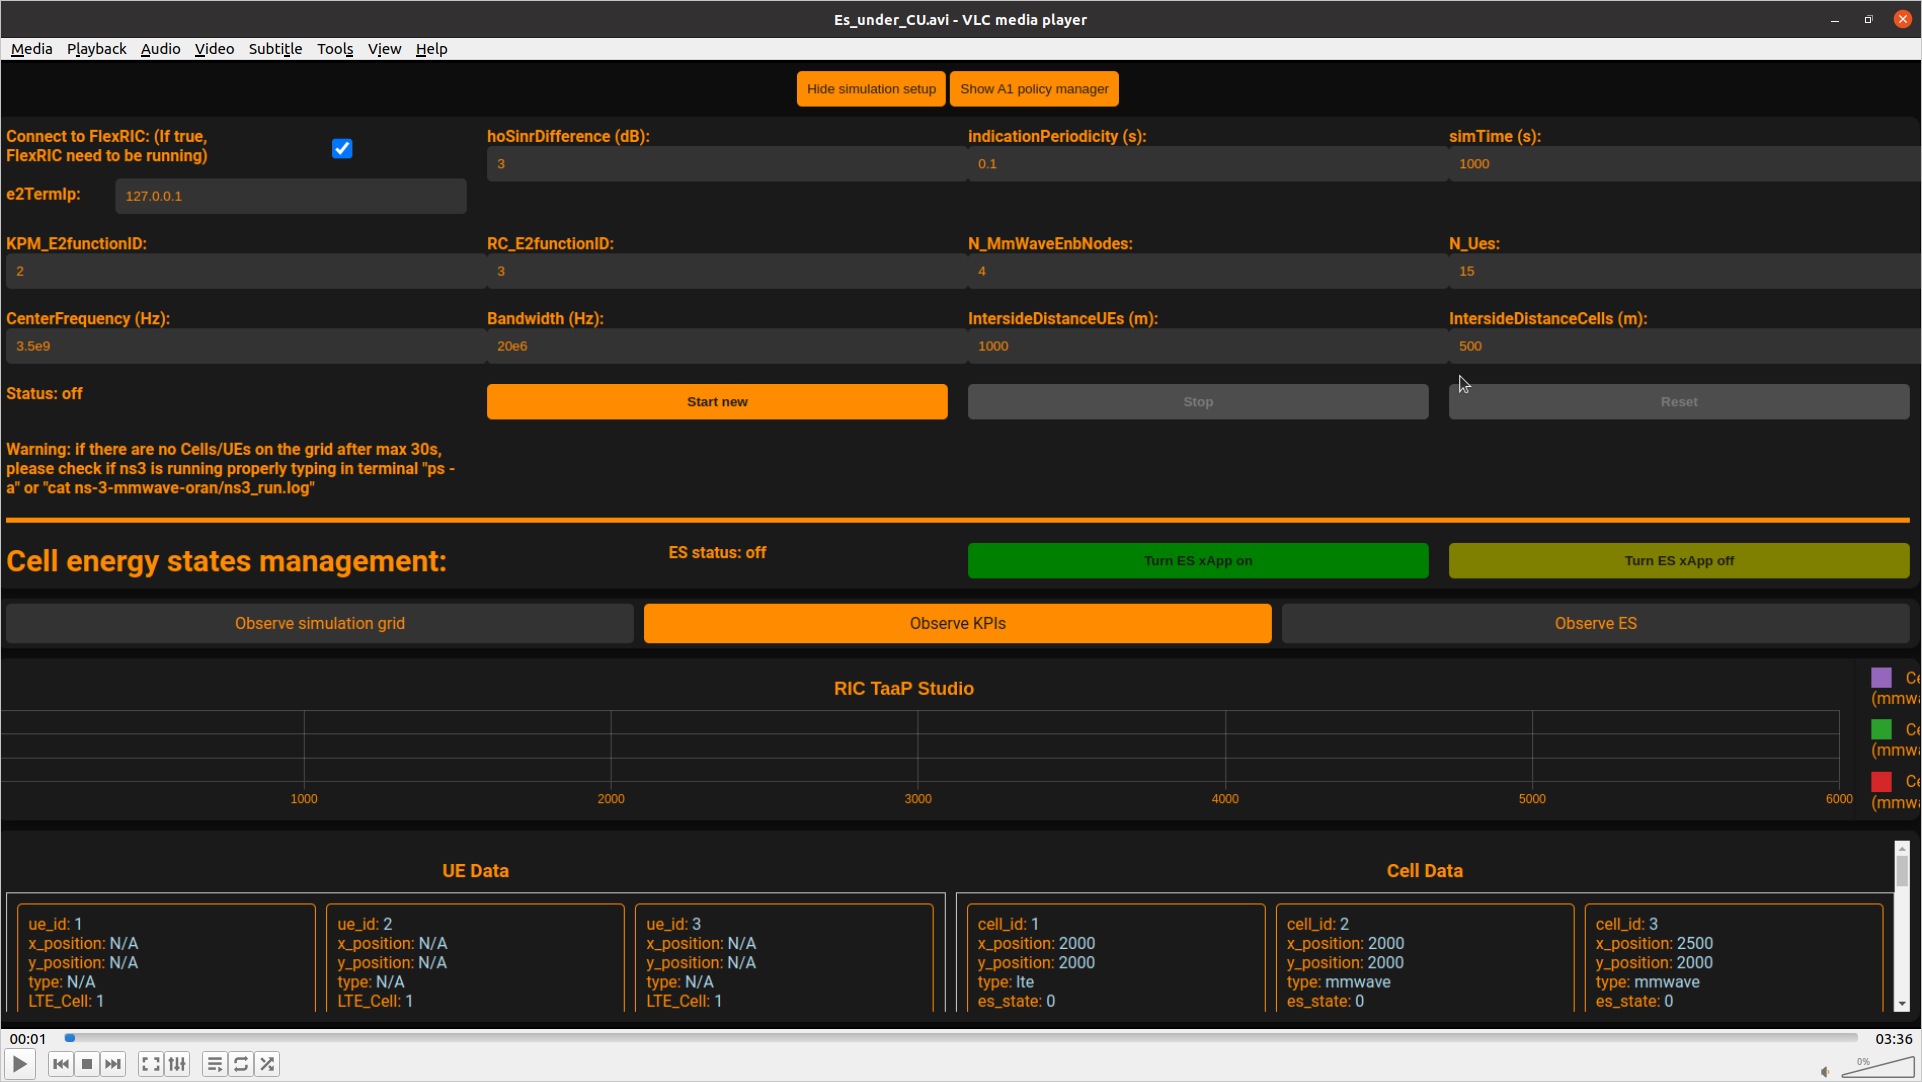 Es_under_CU.avi - VLC media player
Media Playback Audio Video Subtitle Tools View Help
Hide simulation setup Show A1 policy manager
Connect to FlexRIC: (If true,
FlexRIC need to be running)
e2TermIp: 127.0.0.1
hoSinrDifference (dB):
3
indicationPeriodicity (s):
0.1
simTime (s):
1000
KPM_E2functionID:
2
RC_E2functionID:
3
N_MmWaveEnbNodes:
4
N_Ues:
15
CenterFrequency (Hz):
3.5e9
Bandwidth (Hz):
20e6
IntersideDistanceUEs (m):
1000
IntersideDistanceCells (m):
500
Status: off
Start new Stop Reset
Warning: if there are no Cells/UEs on the grid after max 30s,
please check if ns3 is running properly typing in terminal "ps -
a" or "cat ns-3-mmwave-oran/ns3_run.log"
Cell energy states management:
ES status: off
Turn ES xApp on Turn ES xApp off
Observe simulation grid Observe KPIs Observe ES
RIC TaaP Studio
1000 2000 3000 4000 5000 6000
UE Data
ue_id: 1
x_position: N/A
y_position: N/A
type: N/A
LTE_Cell: 1
ue_id: 2
x_position: N/A
y_position: N/A
type: N/A
LTE_Cell: 1
ue_id: 3
x_position: N/A
y_position: N/A
type: N/A
LTE_Cell: 1
Cell Data
cell_id: 1
x_position: 2000
y_position: 2000
type: lte
es_state: 0
cell_id: 2
x_position: 2000
y_position: 2000
type: mmwave
es_state: 0
cell_id: 3
x_position: 2500
y_position: 2000
type: mmwave
es_state: 0
00:01 03:36
0%